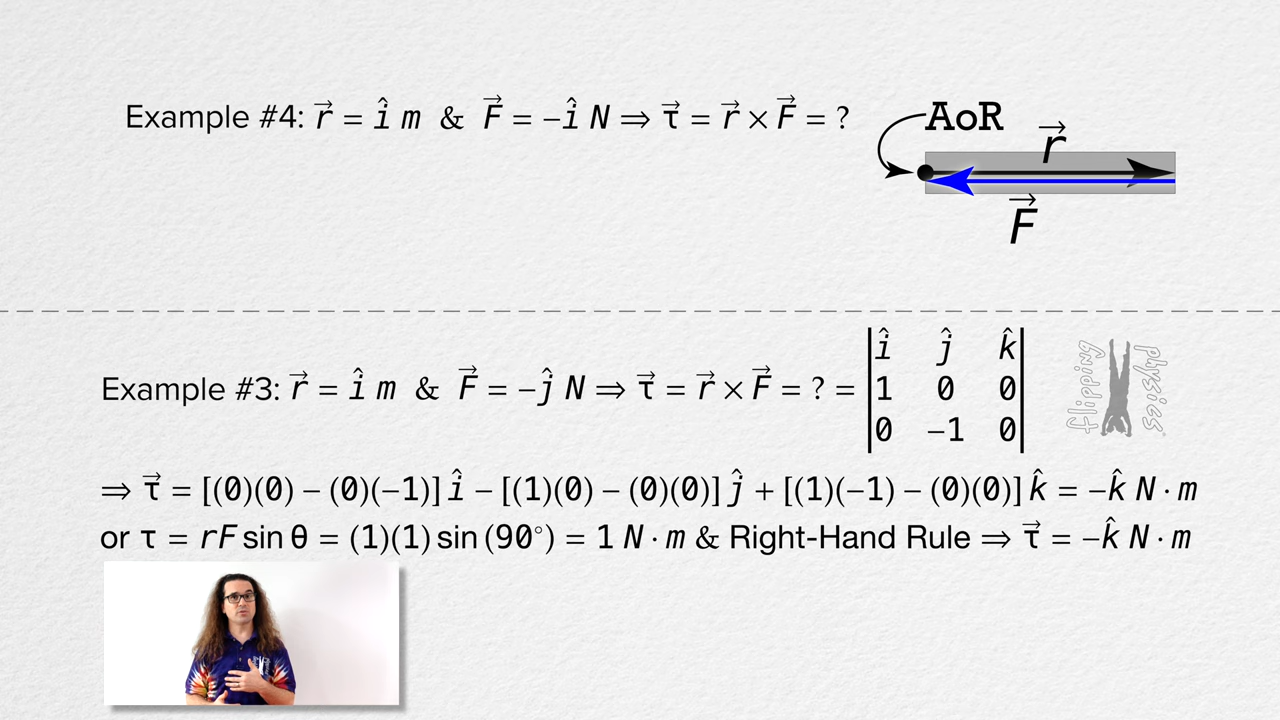 Example #4: r⃗ = î m & F⃗ = −î N ⇒ τ⃗ = r⃗ × F⃗ = ?
AoR
r⃗
F⃗
Example #3: r⃗ = î m & F⃗ = −ĵ N ⇒ τ⃗ = r⃗ × F⃗ = ? =
î ĵ k̂
1 0 0
0 −1 0
flipping physics
⇒ τ⃗ = [(0)(0) − (0)(−1)] î − [(1)(0) − (0)(0)] ĵ + [(1)(−1) − (0)(0)] k̂ = −k̂ N · m
or τ = rF sin θ = (1)(1) sin (90°) = 1 N · m & Right-Hand Rule ⇒ τ⃗ = −k̂ N · m